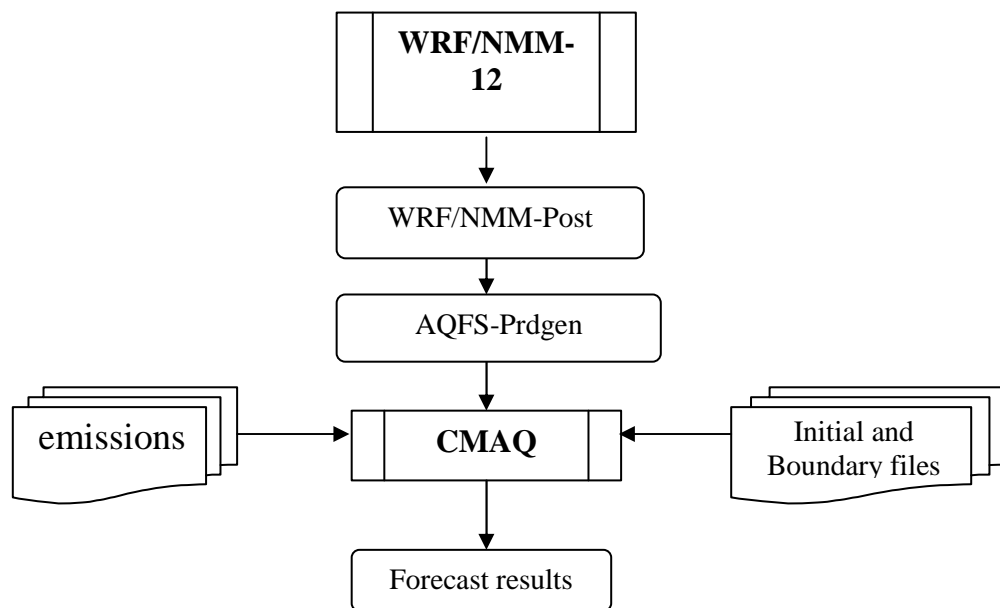 WRF/NMM-
12
WRF/NMM-Post
AQFS-Prdgen
emissions
CMAQ
Initial and
Boundary files
Forecast results